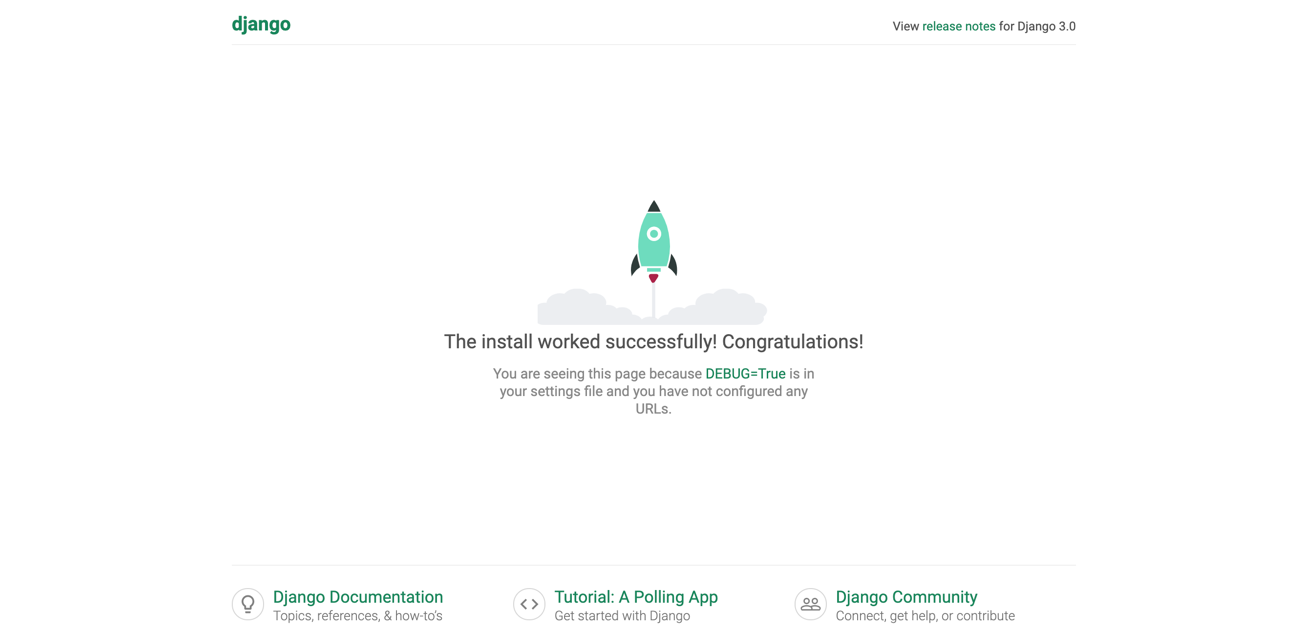 django
View release notes for Django 3.0
The install worked successfully! Congratulations!
You are seeing this page because DEBUG=True is in
your settings file and you have not configured any
URLs.
Django Documentation
Topics, references, & how-to's
Tutorial: A Polling App
Get started with Django
Django Community
Connect, get help, or contribute